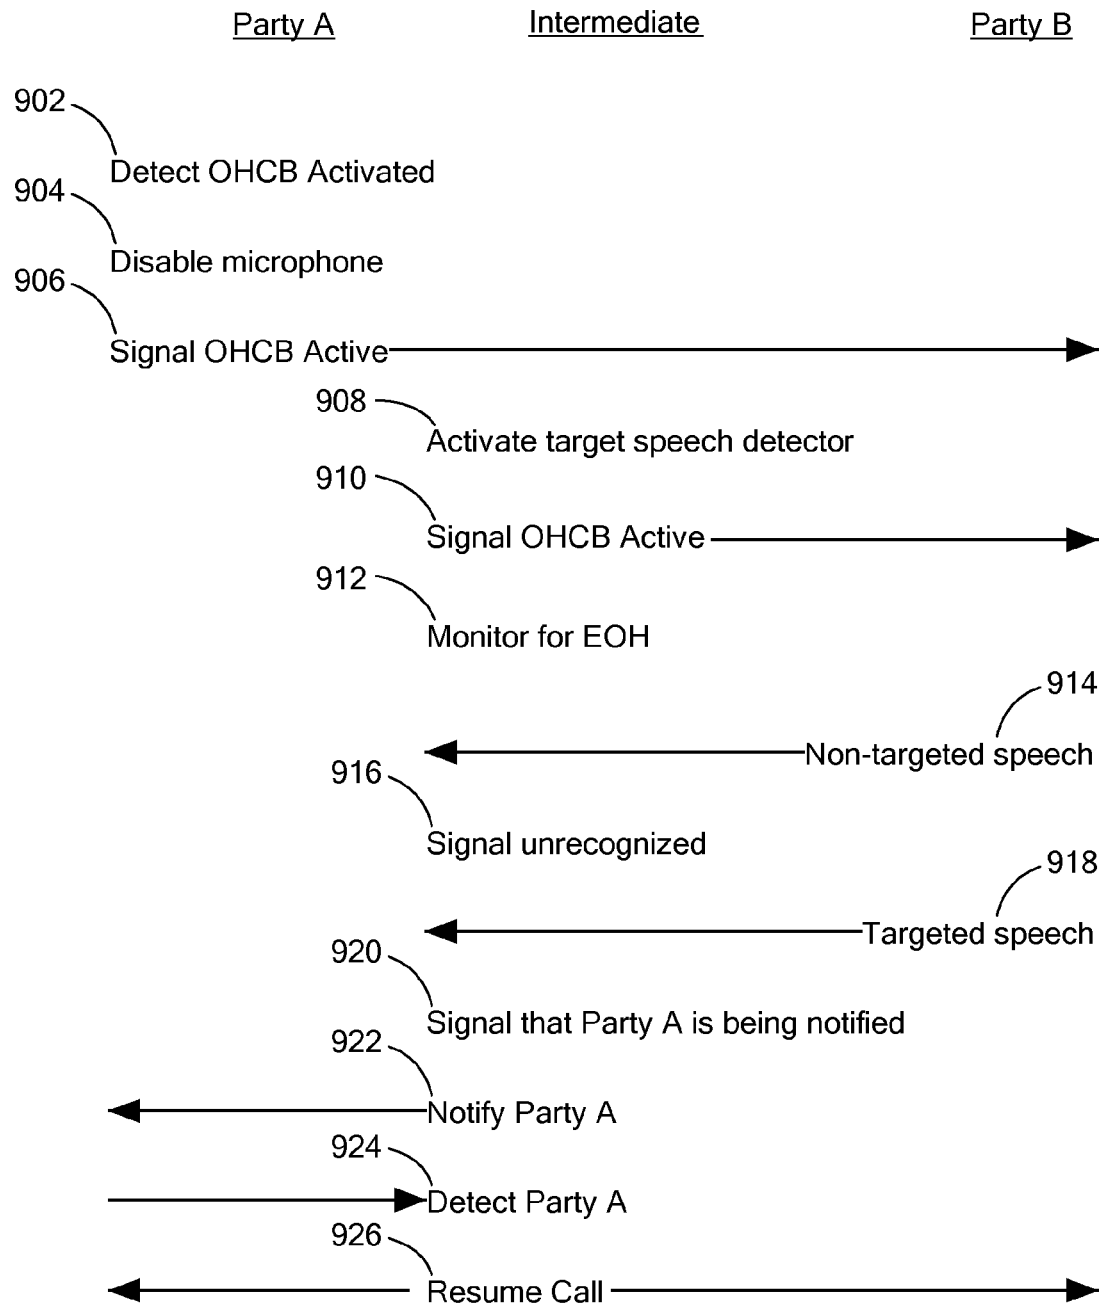 Party A Intermediate Party B
902
Detect OHCB Activated
904
Disable microphone
906
Signal OHCB Active
908
Activate target speech detector
910
Signal OHCB Active
912
Monitor for EOH
914
Non-targeted speech
916
Signal unrecognized
918
Targeted speech
920
Signal that Party A is being notified
922
Notify Party A
924
Detect Party A
926
Resume Call